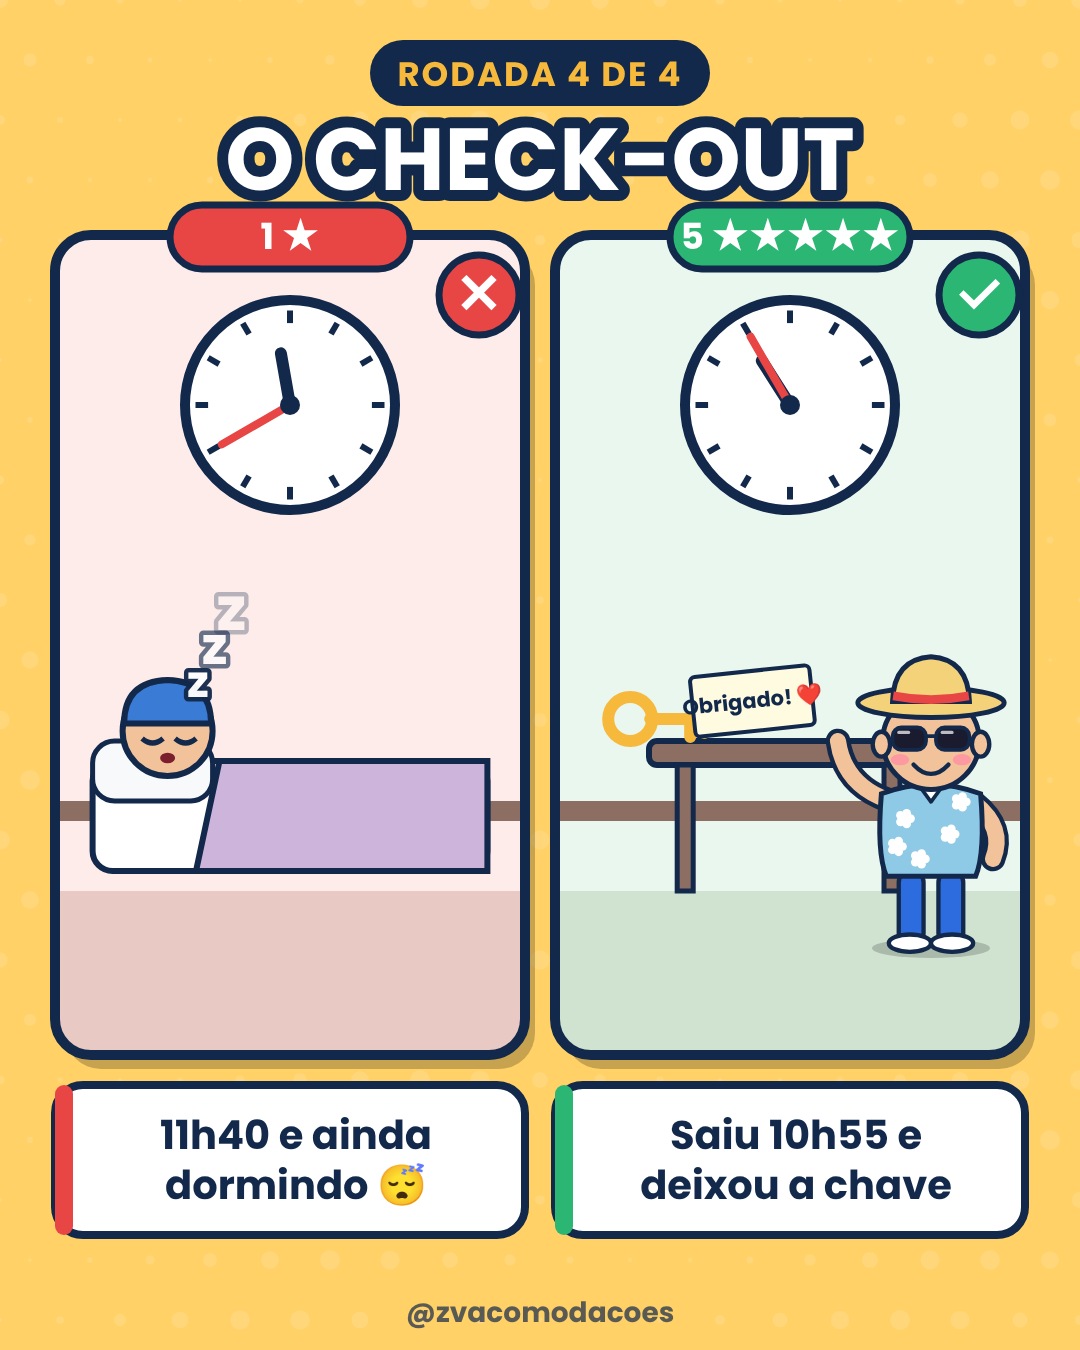 RODADA 4 DE 4
O CHECK-OUT
1 ★
5 ★★★★★
z
z
z
Obrigado! ❤️
11h40 e ainda
dormindo 😴
Saiu 10h55 e
deixou a chave
@zvacomodacoes